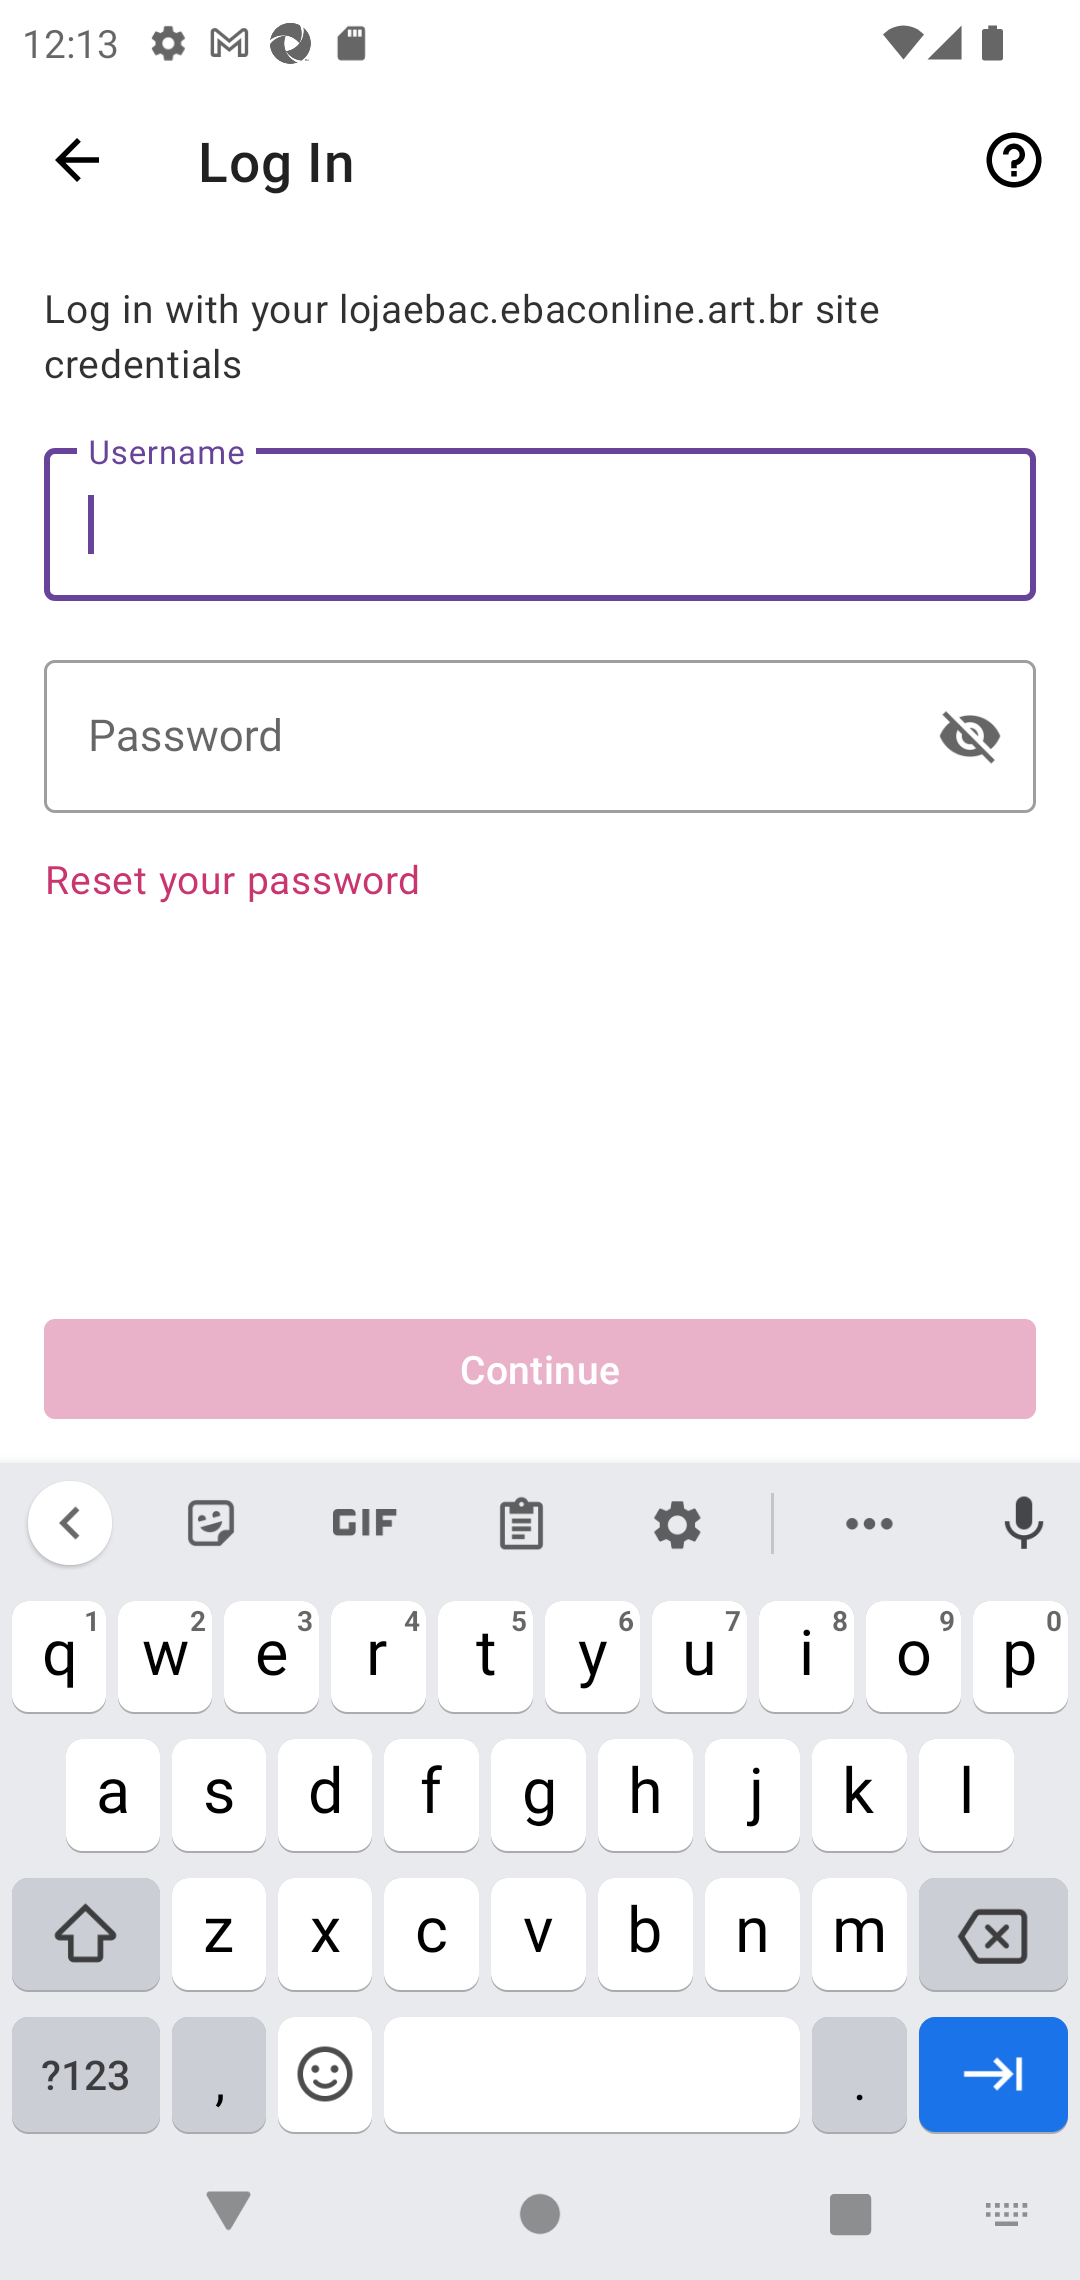 12:13
Log In
Log in with your lojaebac.ebaconline.art.br site
credentials
Username
Password
Reset your password
Continue
GIF
1 2 3 4 5 6 7 8 9 0
q w e r t y u i o p
a s d f g h j k l
z x c v b n m
?123 , .